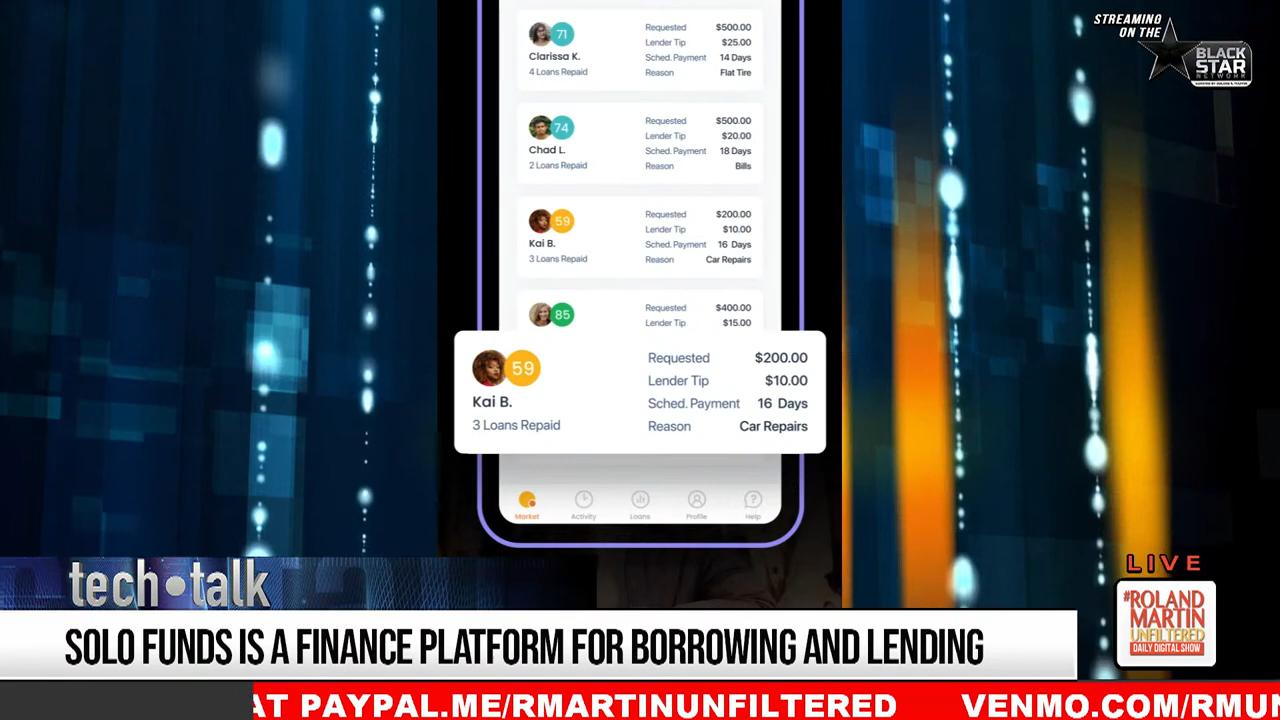 STREAMING
ON THE
BLACK
STAR
NETWORK
71
Clarissa K.
4 Loans Repaid
Requested $500.00
Lender Tip $25.00
Sched. Payment 14 Days
Reason Flat Tire
74
Chad L.
2 Loans Repaid
Requested $500.00
Lender Tip $20.00
Sched. Payment 18 Days
Reason Bills
59
Kai B.
3 Loans Repaid
Requested $200.00
Lender Tip $10.00
Sched. Payment 16 Days
Reason Car Repairs
85
Requested $400.00
Lender Tip $15.00
59
Kai B.
3 Loans Repaid
Requested $200.00
Lender Tip $10.00
Sched. Payment 16 Days
Reason Car Repairs
Market Activity Loans Profile Help
tech•talk
SOLO FUNDS IS A FINANCE PLATFORM FOR BORROWING AND LENDING
LIVE
#ROLAND
MARTIN
UNFILTERED
DAILY DIGITAL SHOW
AT PAYPAL.ME/RMARTINUNFILTERED VENMO.COM/RMUN